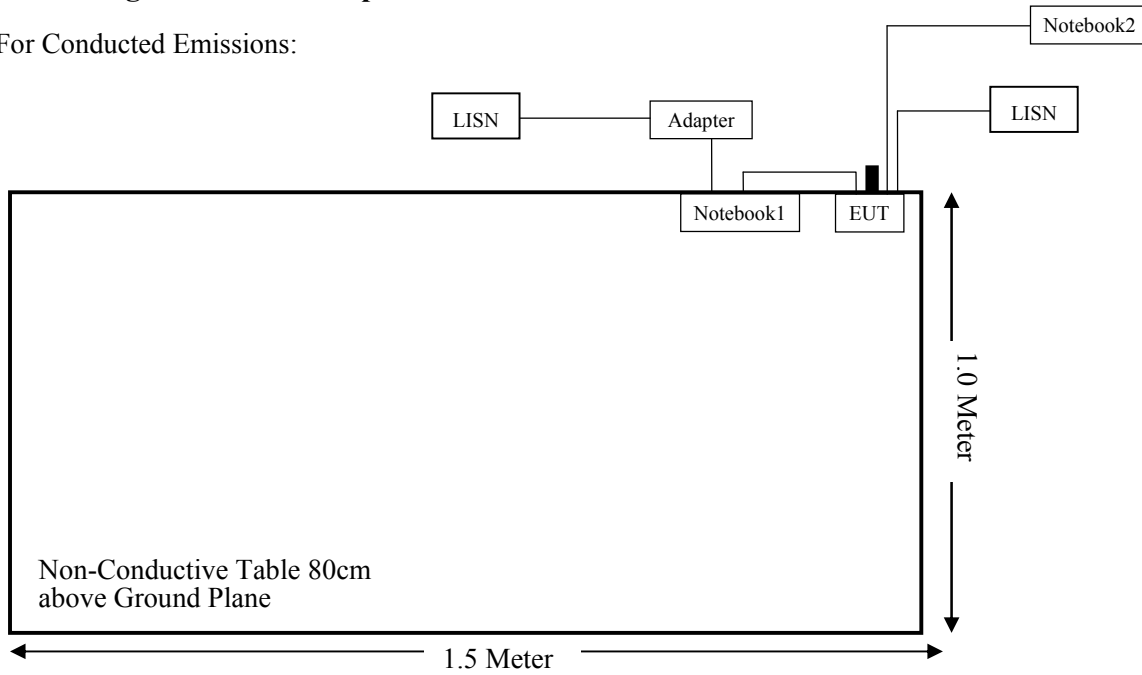 For Conducted Emissions:
Notebook2
LISN
Adapter
LISN
Notebook1
EUT
1.0 Meter
Non-Conductive Table 80cm
above Ground Plane
1.5 Meter